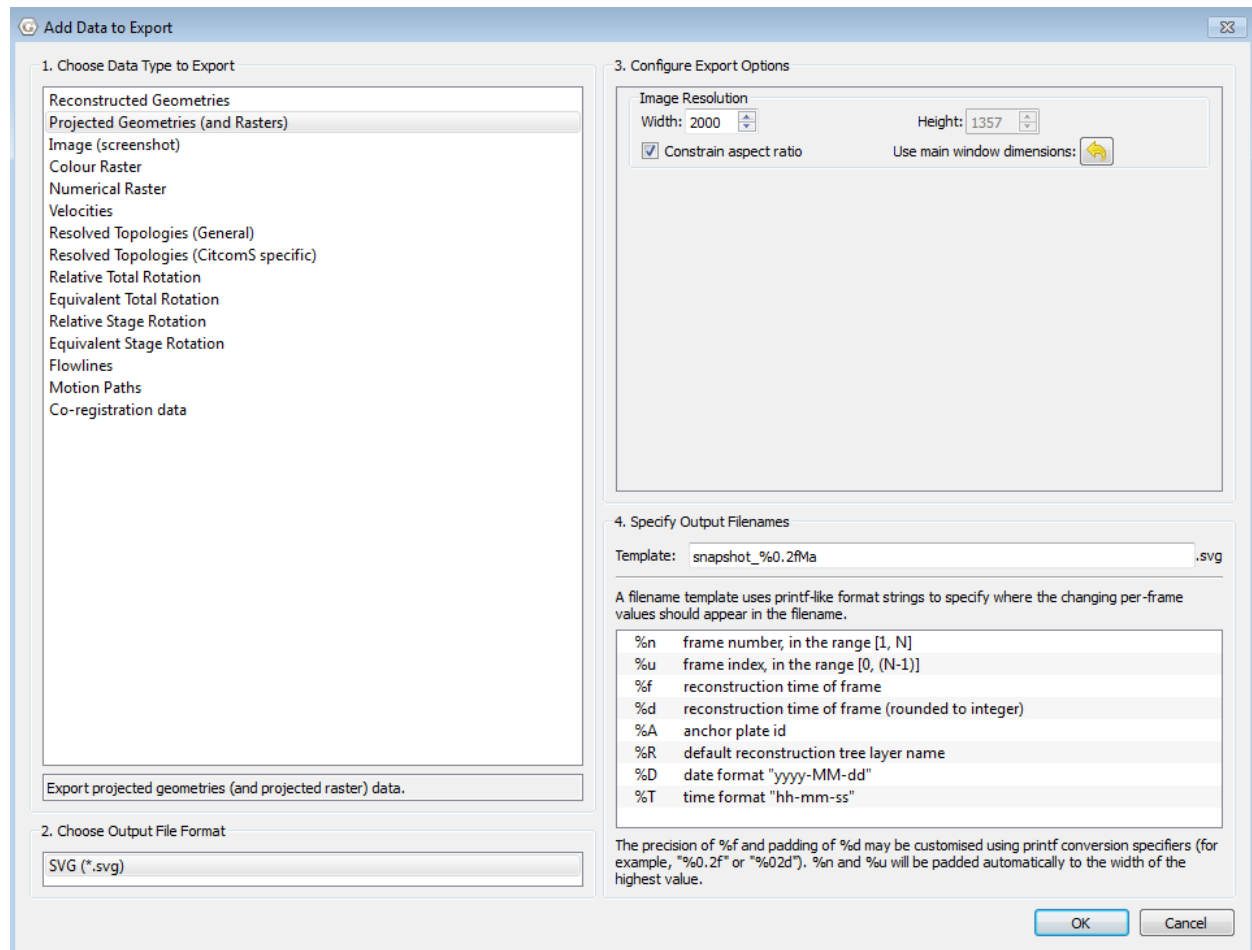 Add Data to Export
1. Choose Data Type to Export
Reconstructed Geometries
Projected Geometries (and Rasters)
Image (screenshot)
Colour Raster
Numerical Raster
Velocities
Resolved Topologies (General)
Resolved Topologies (CitcomS specific)
Relative Total Rotation
Equivalent Total Rotation
Relative Stage Rotation
Equivalent Stage Rotation
Flowlines
Motion Paths
Co-registration data
Export projected geometries (and projected raster) data.
2. Choose Output File Format
SVG (*.svg)
3. Configure Export Options
Image Resolution
Width: 2000 Height: 1357
Constrain aspect ratio Use main window dimensions:
4. Specify Output Filenames
Template: snapshot_%0.2fMa .svg
A filename template uses printf-like format strings to specify where the changing per-frame
values should appear in the filename.
%n frame number, in the range [1, N]
%u frame index, in the range [0, (N-1)]
%f reconstruction time of frame
%d reconstruction time of frame (rounded to integer)
%A anchor plate id
%R default reconstruction tree layer name
%D date format "yyyy-MM-dd"
%T time format "hh-mm-ss"
The precision of %f and padding of %d may be customised using printf conversion specifiers (for
example, "%0.2f" or "%02d"). %n and %u will be padded automatically to the width of the
highest value.
OK Cancel